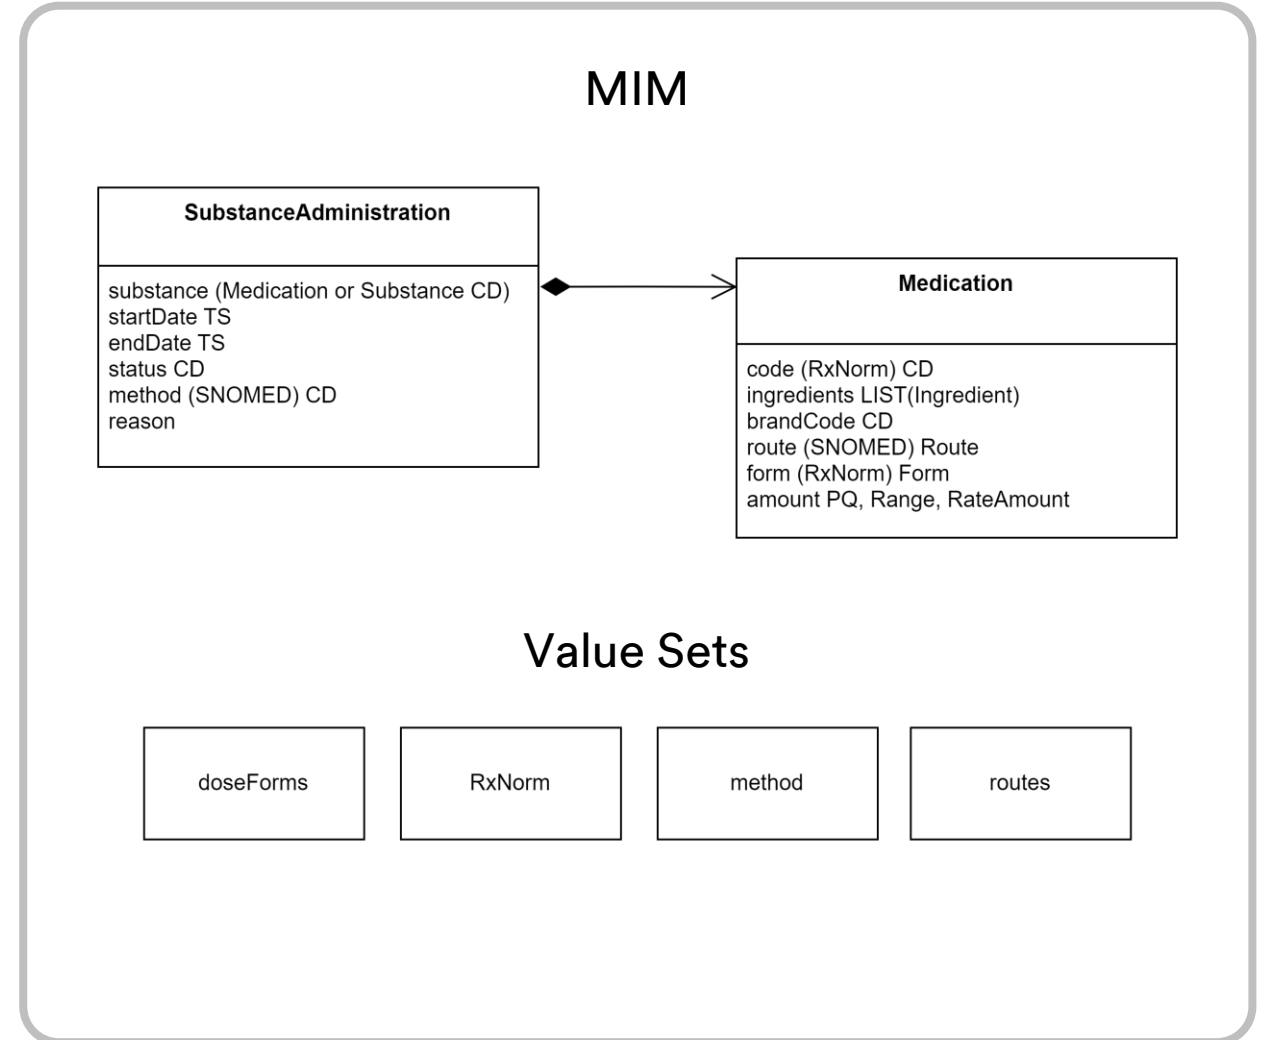 MIM
SubstanceAdministration
substance (Medication or Substance CD)
startDate TS
endDate TS
status CD
method (SNOMED) CD
reason
Medication
code (RxNorm) CD
ingredients LIST(Ingredient)
brandCode CD
route (SNOMED) Route
form (RxNorm) Form
amount PQ, Range, RateAmount
Value Sets
doseForms
RxNorm
method
routes